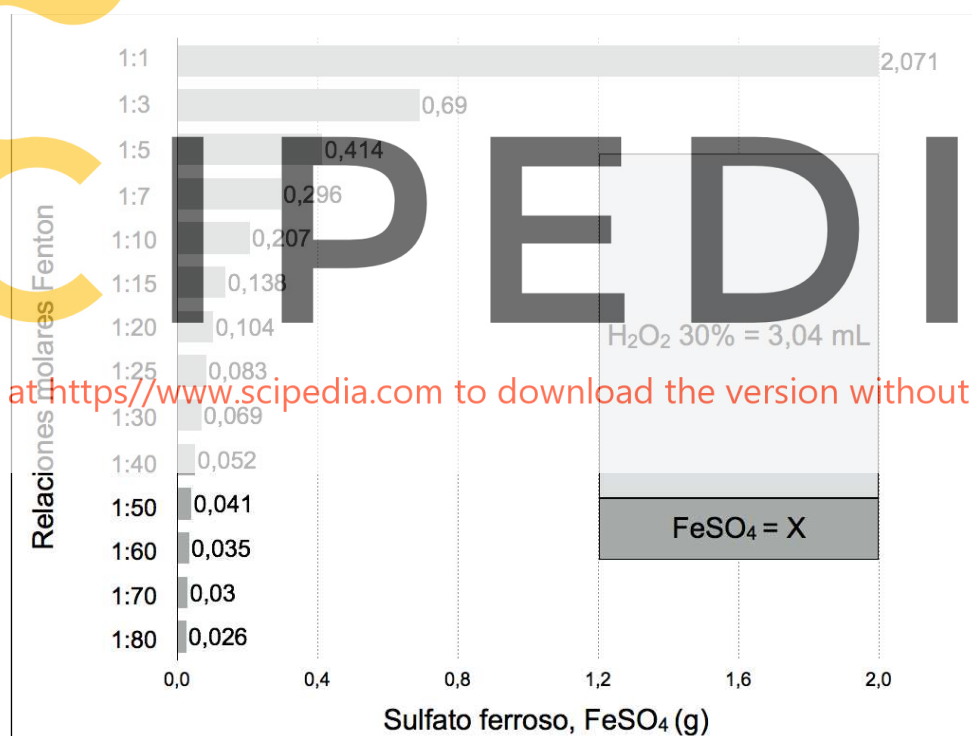 1:1 2,071
1:3 0,69
1:5 0,414
1:7 0,296
1:10 0,207
1:15 0,138
1:20 0,104
1:25 0,083
1:30 0,069
1:40 0,052
1:50 0,041
1:60 0,035
1:70 0,03
1:80 0,026
Relaciones molares Fenton
H₂O₂ 30% = 3,04 mL
FeSO₄ = X
0,0 0,4 0,8 1,2 1,6 2,0
Sulfato ferroso, FeSO₄ (g)
CIPEDI
at https//www.scipedia.com to download the version without